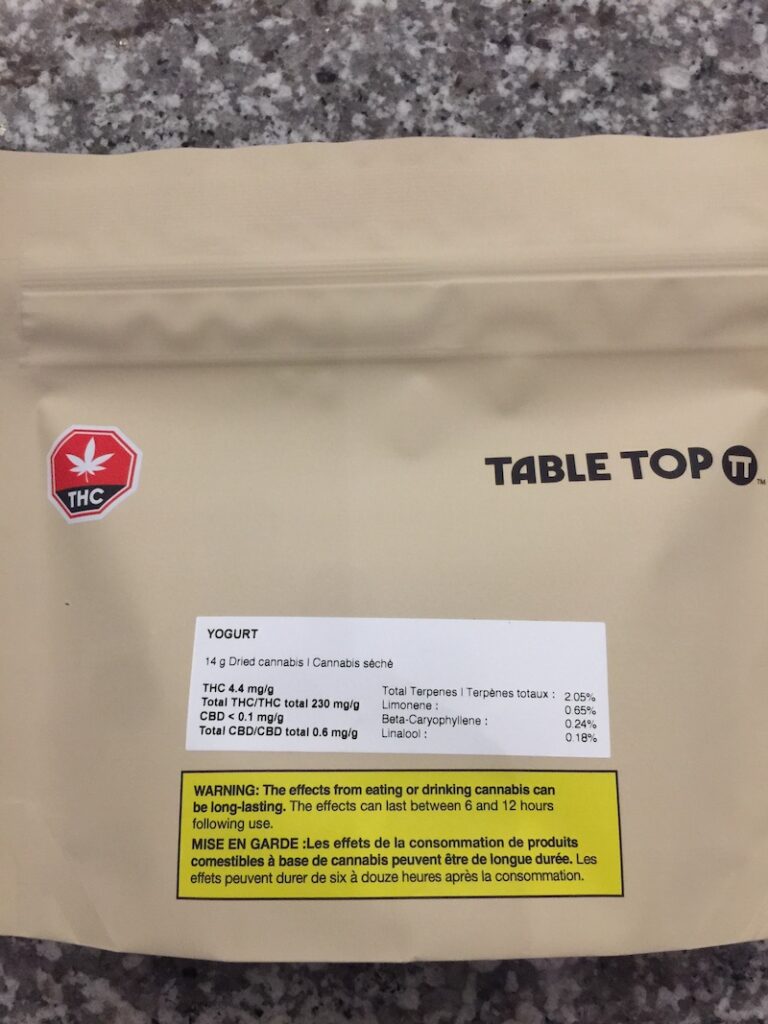 THC
TABLE TOP TT™
YOGURT
14 g Dried cannabis | Cannabis séché
THC 4.4 mg/g
Total THC/THC total 230 mg/g
CBD < 0.1 mg/g
Total CBD/CBD total 0.6 mg/g
Total Terpenes | Terpènes totaux : 2.05%
Limonene : 0.65%
Beta-Caryophyllene : 0.24%
Linalool : 0.18%
WARNING: The effects from eating or drinking cannabis can
be long-lasting. The effects can last between 6 and 12 hours
following use.
MISE EN GARDE :Les effets de la consommation de produits
comestibles à base de cannabis peuvent être de longue durée. Les
effets peuvent durer de six à douze heures après la consommation.